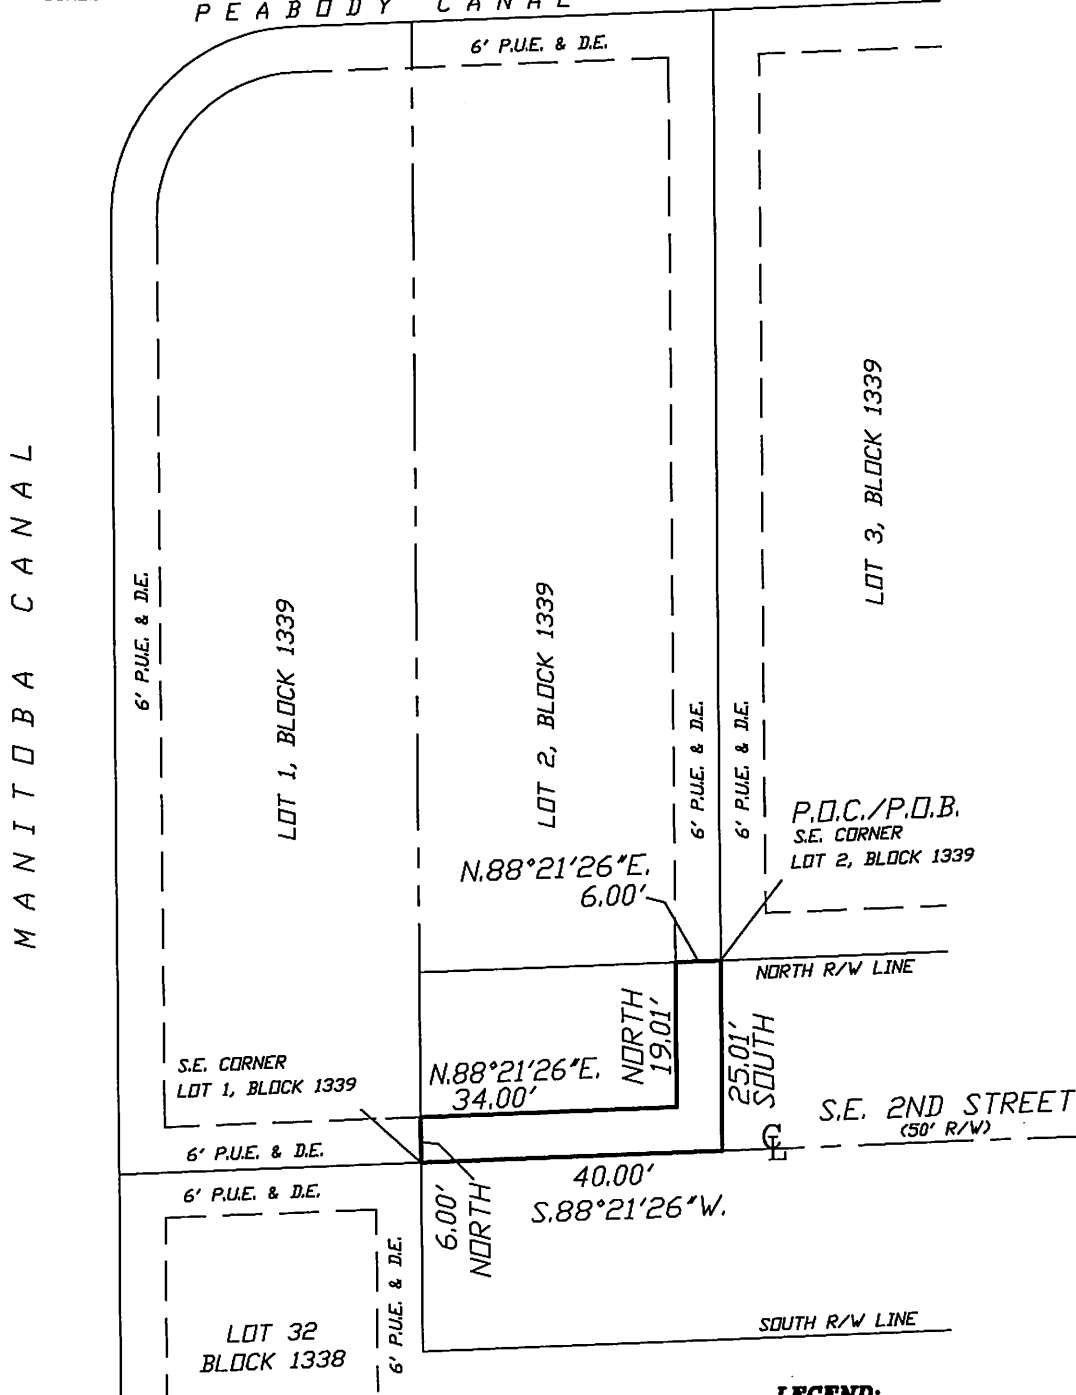 PEABODY CANAL
6' P.U.E. & D.E.
MANITOBA CANAL
6' P.U.E. & D.E.
LOT 1, BLOCK 1339
LOT 2, BLOCK 1339
LOT 3, BLOCK 1339
6' P.U.E. & D.E.
6' P.U.E. & D.E.
P.O.C./P.O.B.
S.E. CORNER
LOT 2, BLOCK 1339
N.88°21'26"E.
6.00'
NORTH R/W LINE
NORTH
19.01'
25.01'
SOUTH
S.E. CORNER
LOT 1, BLOCK 1339
N.88°21'26"E.
34.00'
S.E. 2ND STREET
(50' R/W)
CL
6' P.U.E. & D.E.
6' P.U.E. & D.E.
40.00'
S.88°21'26"W.
6.00'
NORTH
6' P.U.E. & D.E.
LOT 32
BLOCK 1338
SOUTH R/W LINE
LEGEND: